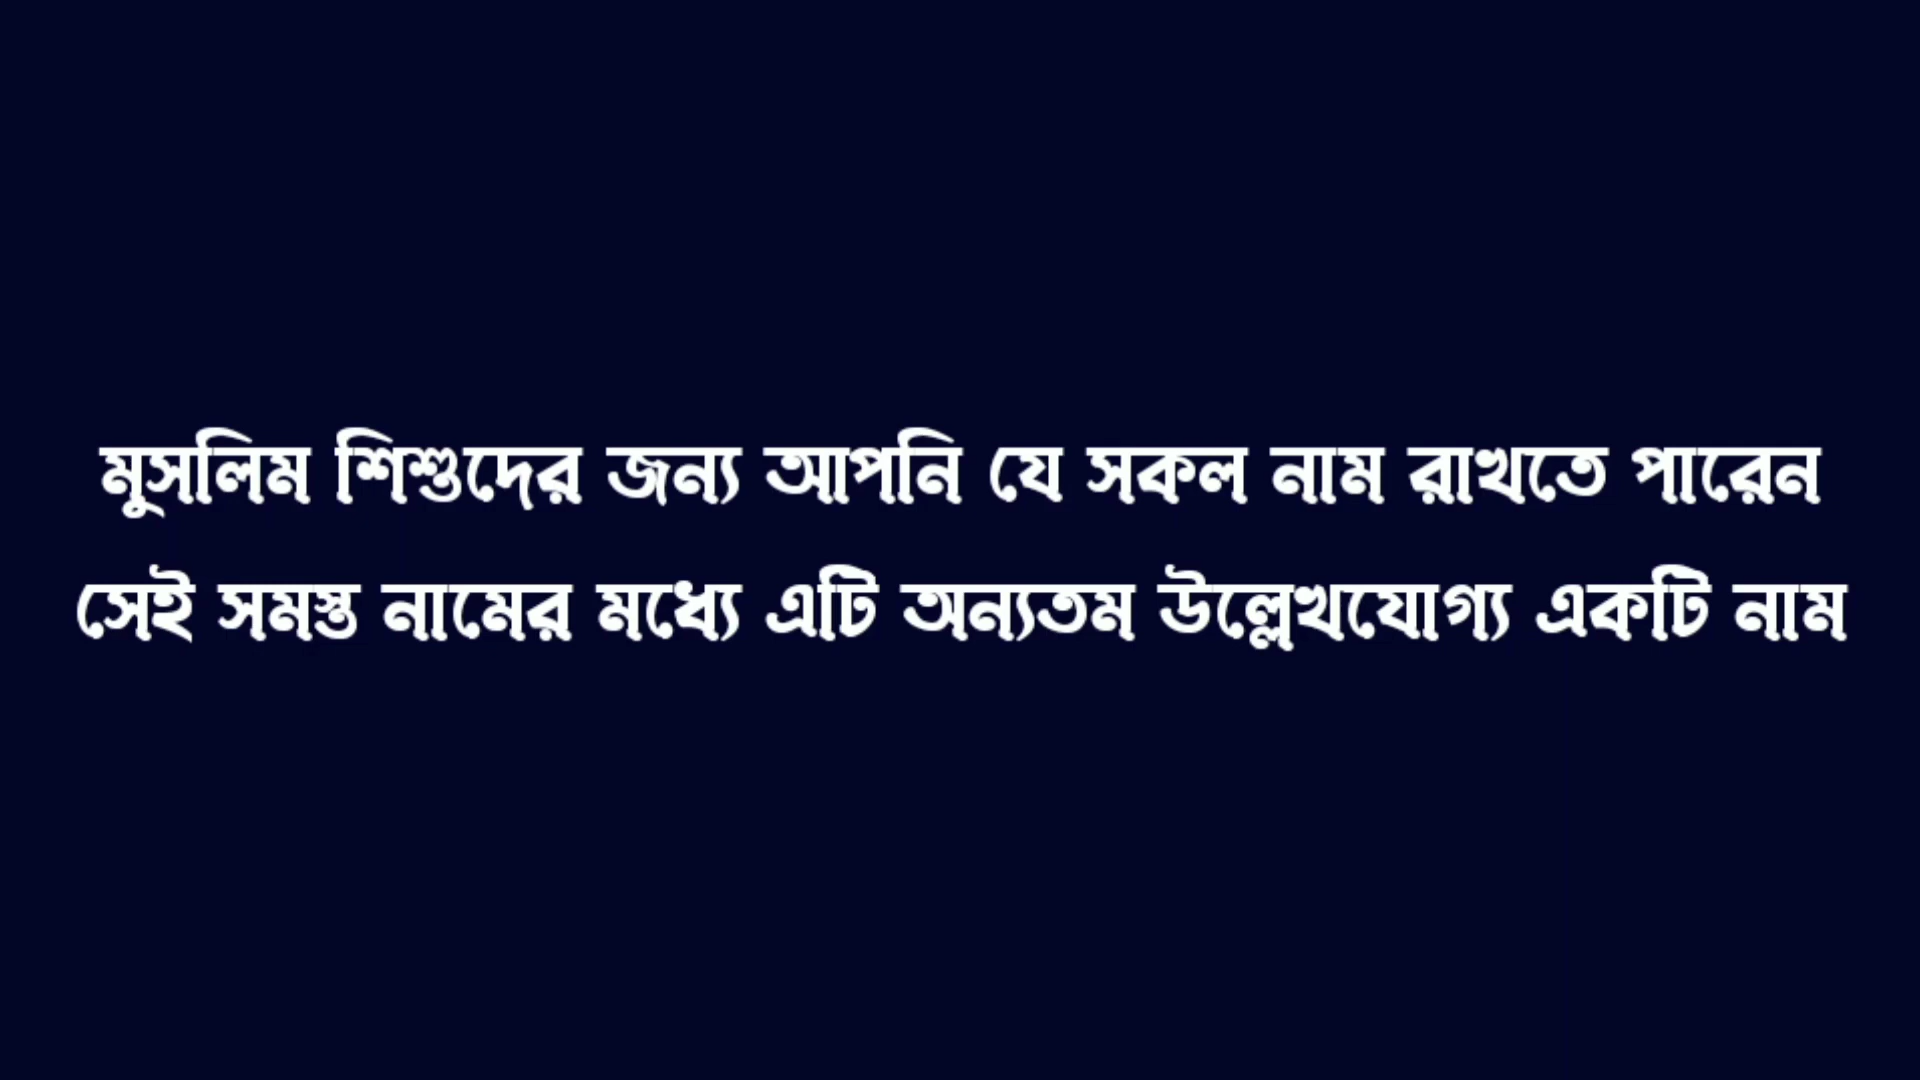 মুসলিম শিশুদের জন্য আপনি যে সকল নাম রাখতে পারেন
সেই সমস্ত নামের মধ্যে এটি অন্যতম উল্লেখযোগ্য একটি নাম